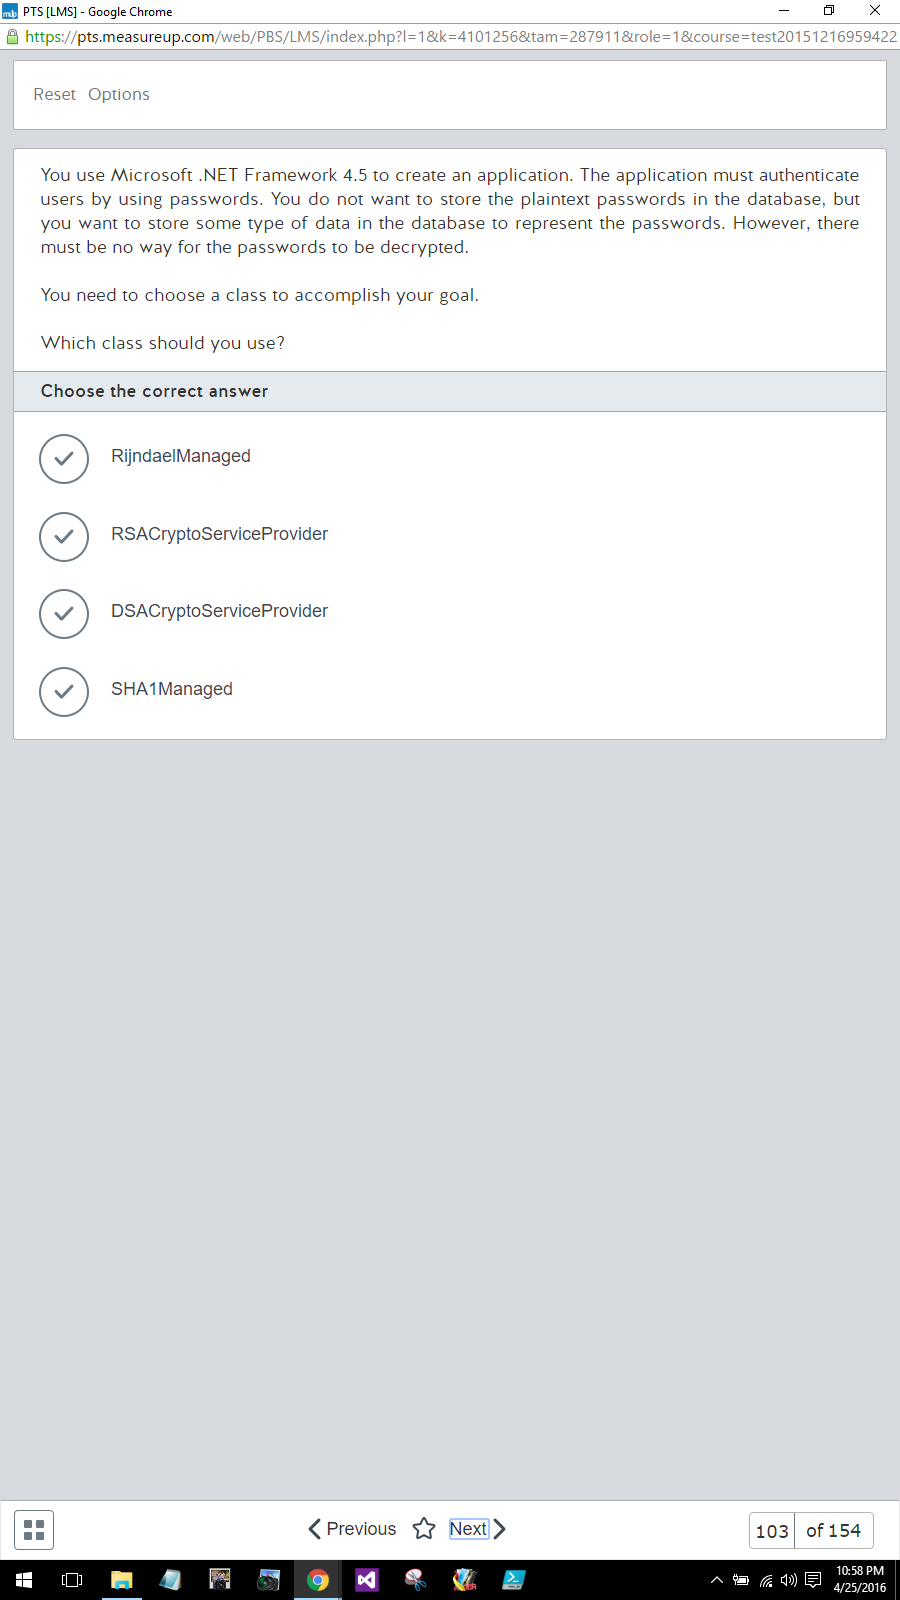 PTS [LMS] - Google Chrome
https://pts.measureup.com/web/PBS/LMS/index.php?l=1&k=4101256&tam=287911&role=1&course=test20151216959422
Reset Options
You use Microsoft .NET Framework 4.5 to create an application. The application must authenticate
users by using passwords. You do not want to store the plaintext passwords in the database, but
you want to store some type of data in the database to represent the passwords. However, there
must be no way for the passwords to be decrypted.
You need to choose a class to accomplish your goal.
Which class should you use?
Choose the correct answer
RijndaelManaged
RSACryptoServiceProvider
DSACryptoServiceProvider
SHA1Managed
Previous Next 103 of 154
10:58 PM
4/25/2016